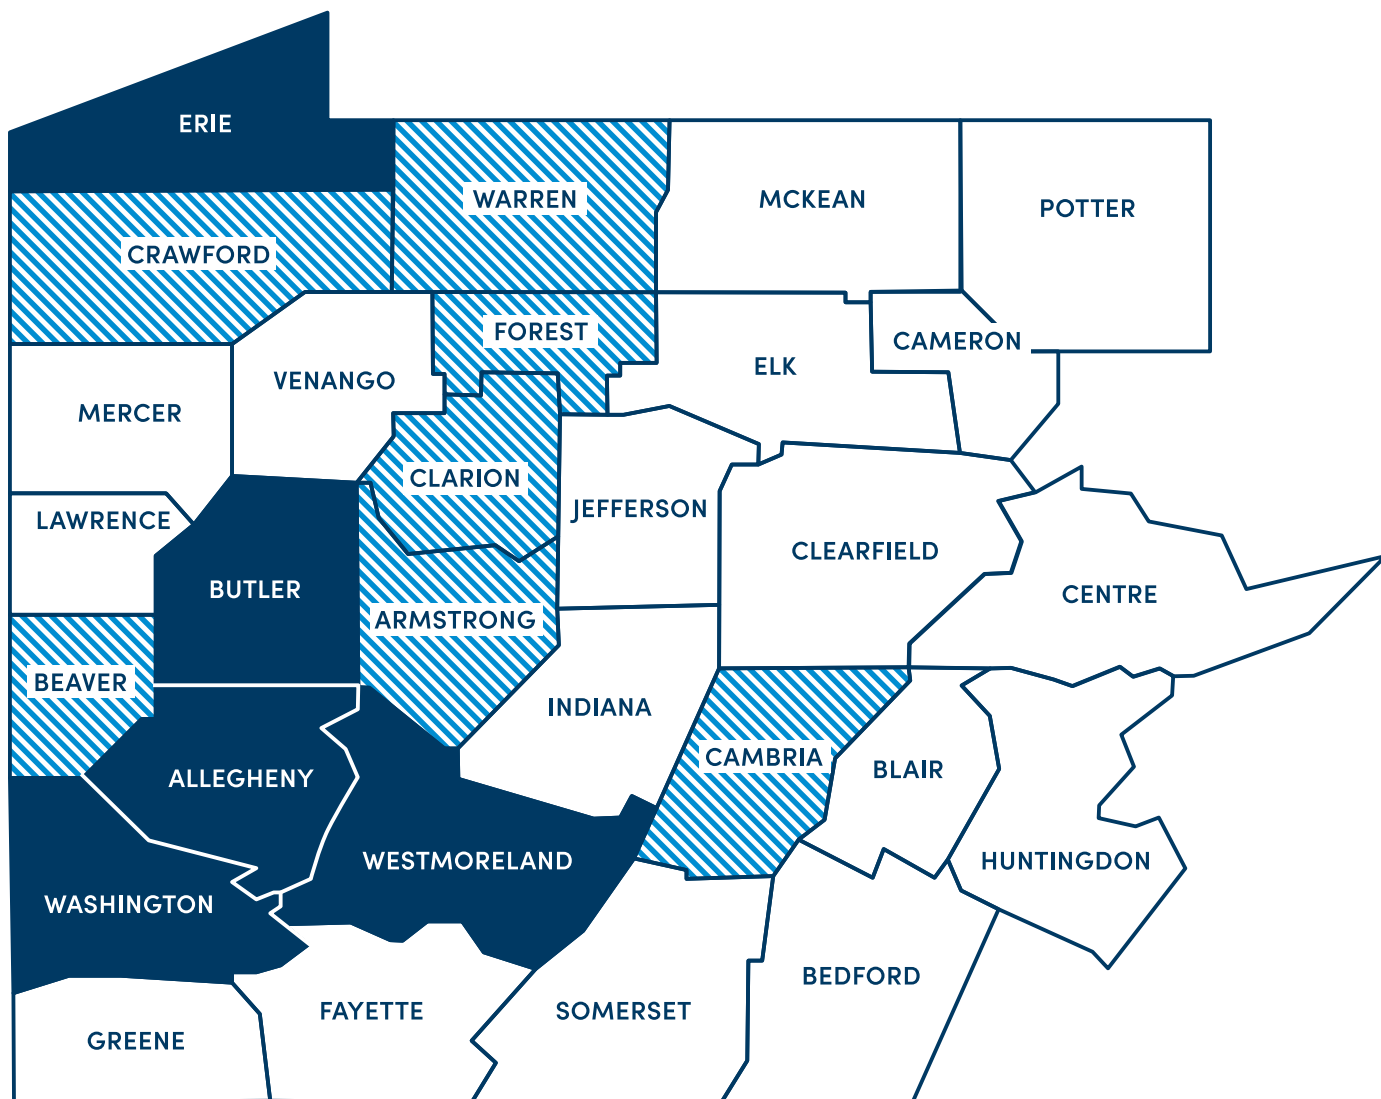 ERIE
WARREN
MCKEAN
POTTER
CRAWFORD
FOREST
CAMERON
ELK
VENANGO
MERCER
CLARION
JEFFERSON
LAWRENCE
CLEARFIELD
BUTLER
CENTRE
ARMSTRONG
BEAVER
INDIANA
CAMBRIA
BLAIR
ALLEGHENY
WESTMORELAND
HUNTINGDON
WASHINGTON
BEDFORD
FAYETTE
SOMERSET
GREENE